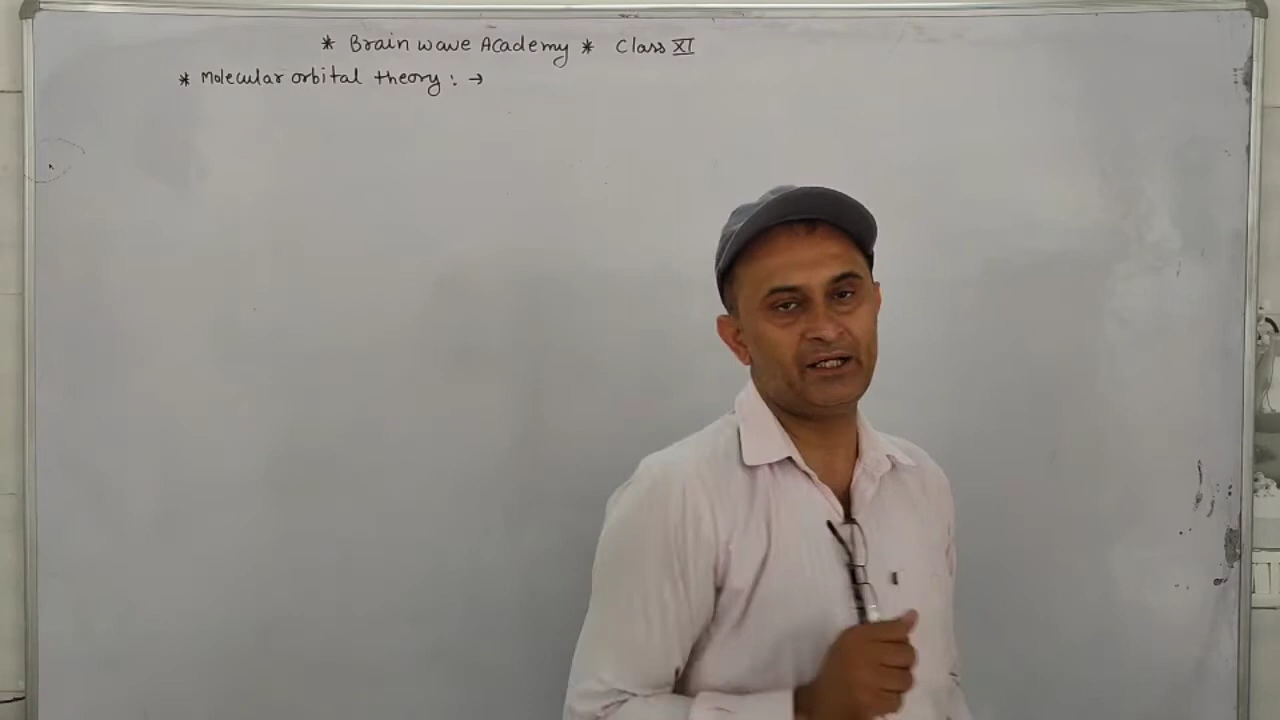 * Brain wave Academy * Class XI
* Molecular orbital theory : →